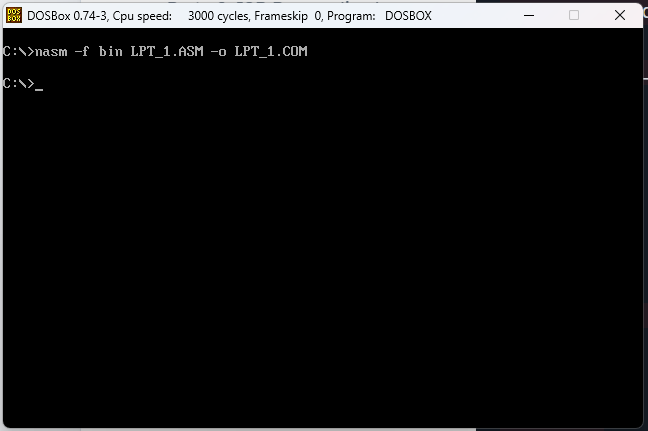 DOSBox 0.74-3, Cpu speed: 3000 cycles, Frameskip 0, Program: DOSBOX
C:\>nasm -f bin LPT_1.ASM -o LPT_1.COM
C:\>_